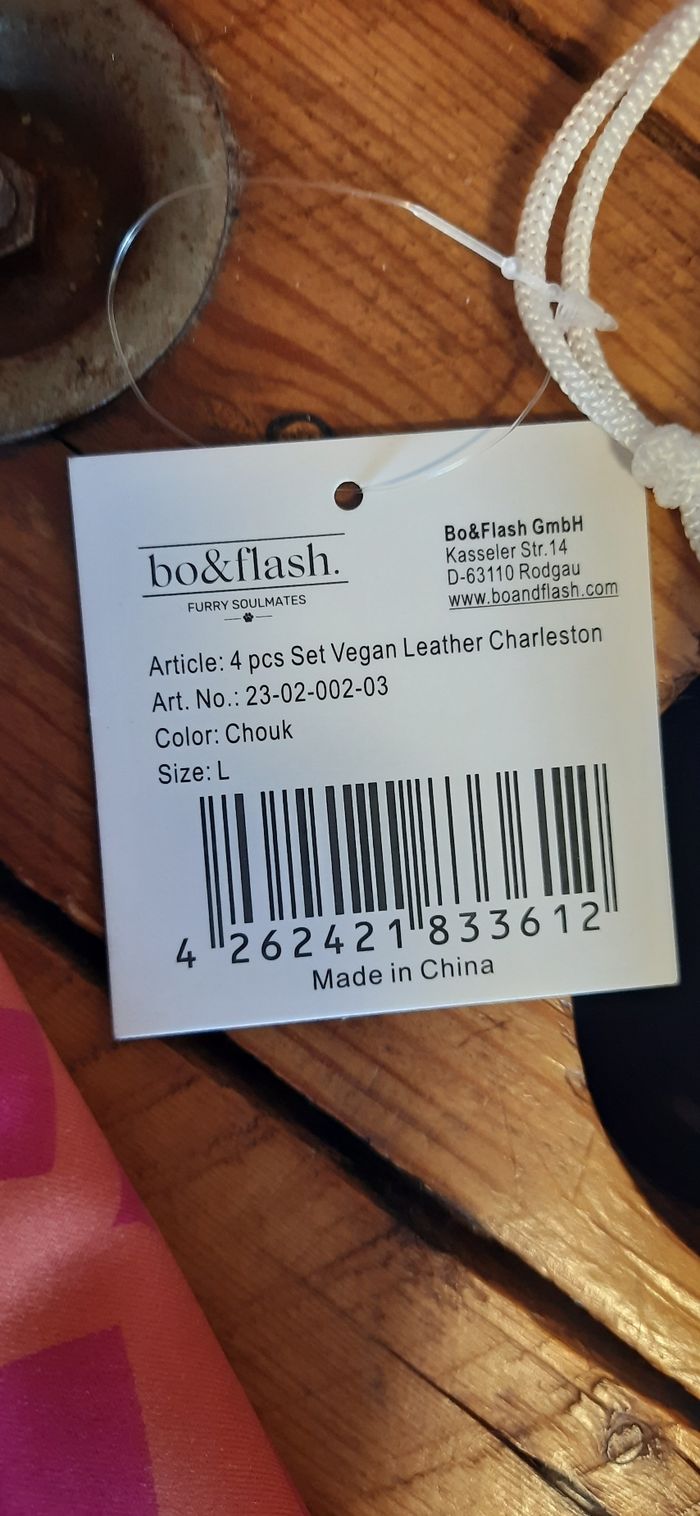 bo&flash.
FURRY SOULMATES
Bo&Flash GmbH
Kasseler Str.14
D-63110 Rodgau
www.boandflash.com
Article: 4 pcs Set Vegan Leather Charleston
Art. No.: 23-02-002-03
Color: Chouk
Size: L
4 262421 833612
Made in China